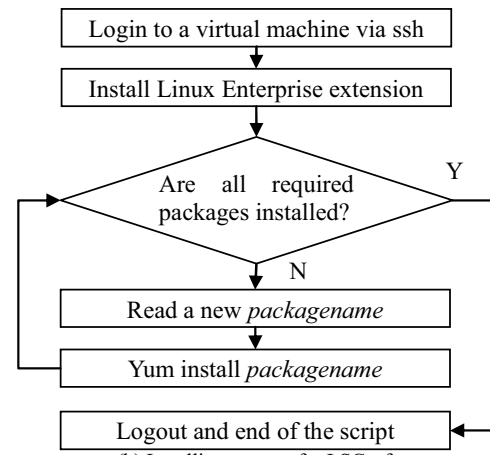 Login to a virtual machine via ssh
Install Linux Enterprise extension
Are all required
packages installed?
Y
N
Read a new packagename
Yum install packagename
Logout and end of the script